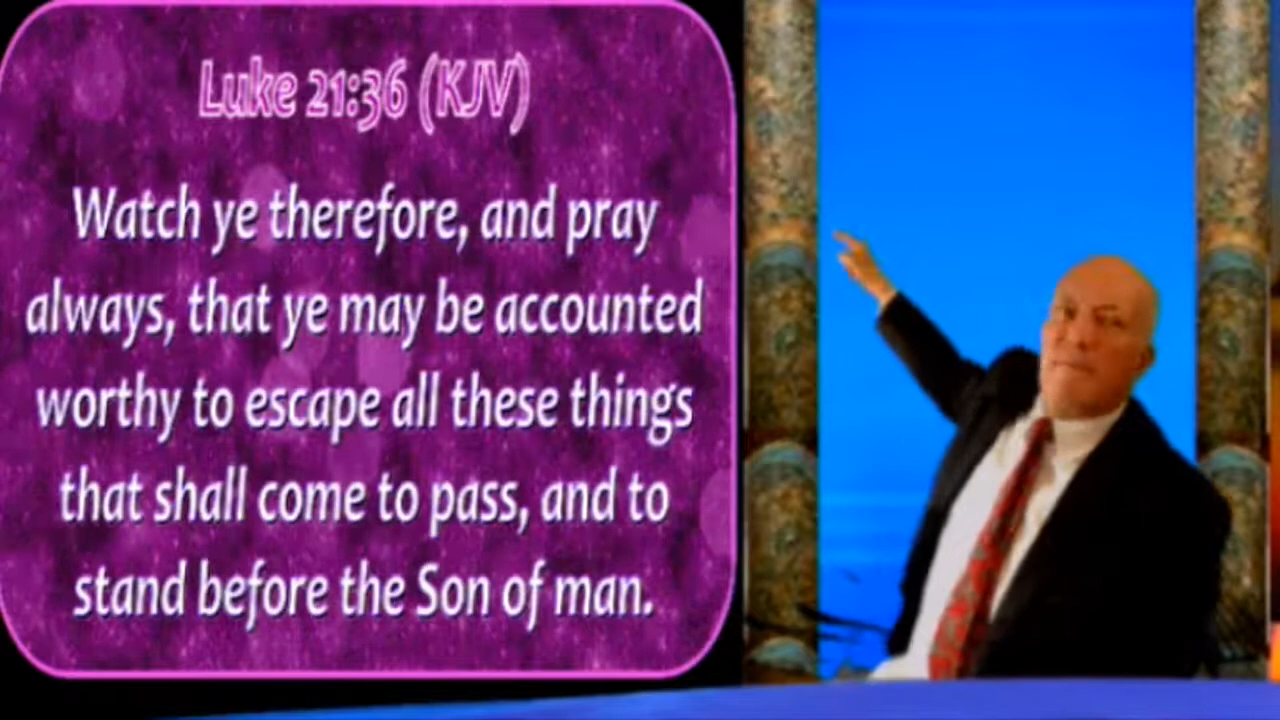 Luke 21:36 (KJV)
Watch ye therefore, and pray
always, that ye may be accounted
worthy to escape all these things
that shall come to pass, and to
stand before the Son of man.